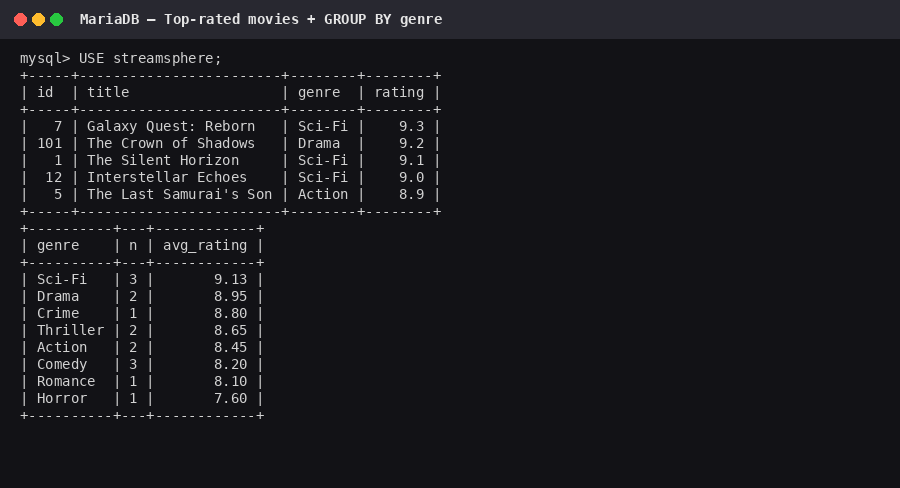 MariaDB — Top-rated movies + GROUP BY genre
mysql> USE streamsphere;
+-----+------------------------+--------+--------+
| id  | title                  | genre  | rating |
+-----+------------------------+--------+--------+
|   7 | Galaxy Quest: Reborn   | Sci-Fi |    9.3 |
| 101 | The Crown of Shadows   | Drama  |    9.2 |
|   1 | The Silent Horizon     | Sci-Fi |    9.1 |
|  12 | Interstellar Echoes    | Sci-Fi |    9.0 |
|   5 | The Last Samurai's Son | Action |    8.9 |
+-----+------------------------+--------+--------+
+----------+---+------------+
| genre    | n | avg_rating |
+----------+---+------------+
| Sci-Fi   | 3 |       9.13 |
| Drama    | 2 |       8.95 |
| Crime    | 1 |       8.80 |
| Thriller | 2 |       8.65 |
| Action   | 2 |       8.45 |
| Comedy   | 3 |       8.20 |
| Romance  | 1 |       8.10 |
| Horror   | 1 |       7.60 |
+----------+---+------------+